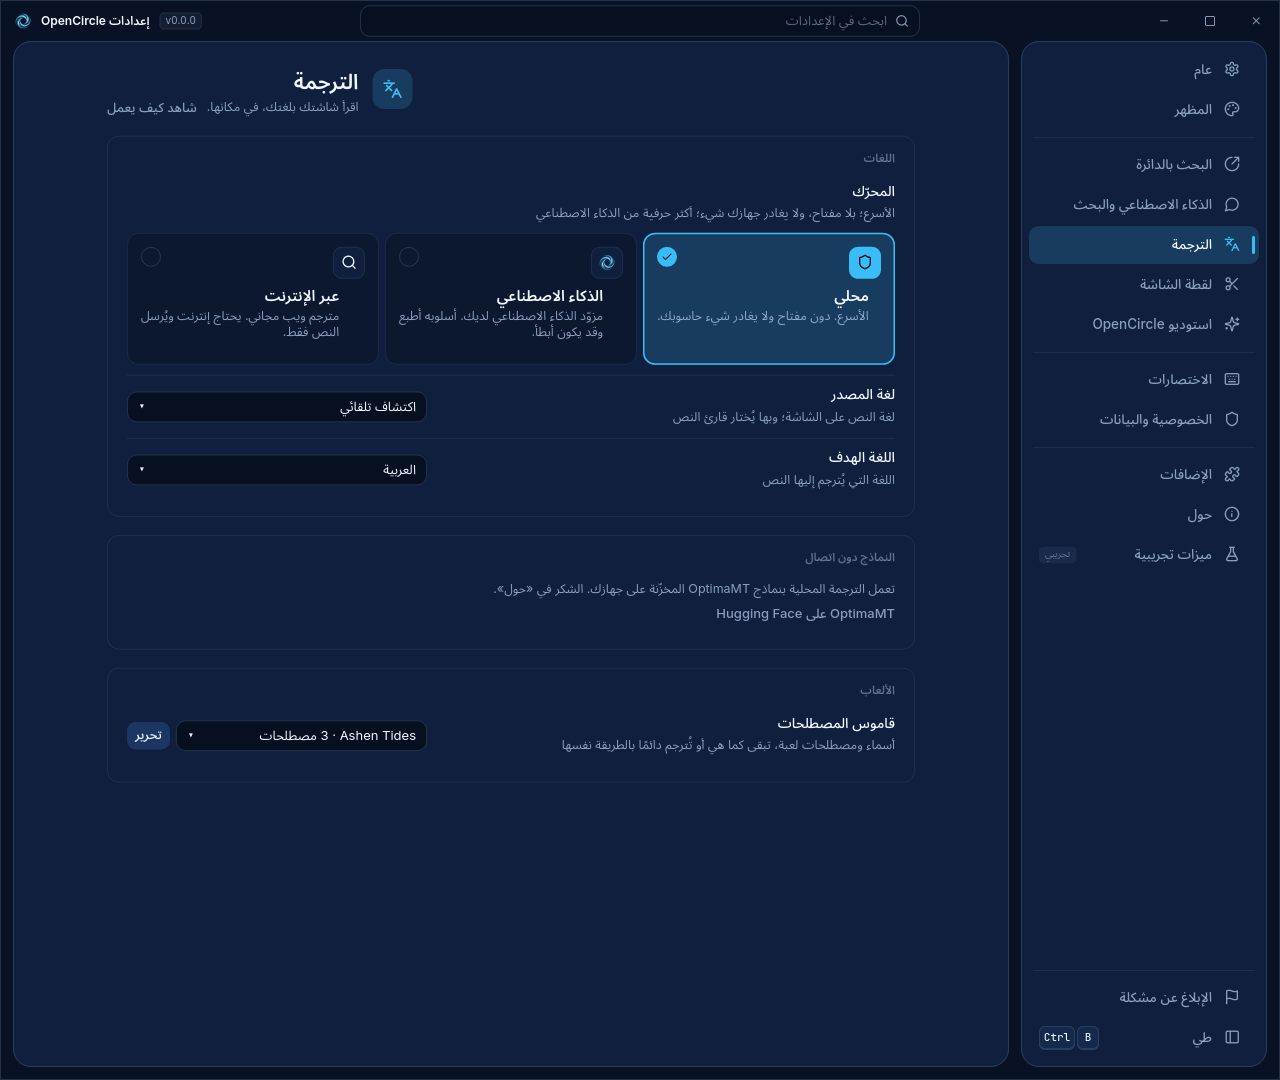 إعدادات OpenCircle
v0.0.0
ابحث في الإعدادات
عام
المظهر
البحث بالدائرة
الذكاء الاصطناعي والبحث
الترجمة
لقطة الشاشة
استوديو OpenCircle
الاختصارات
الخصوصية والبيانات
الإضافات
حول
ميزات تجريبية
تجريبي
الإبلاغ عن مشكلة
طي
Ctrl B
الترجمة
اقرأ شاشتك بلغتك، في مكانها. شاهد كيف يعمل
اللغات
المحرّك
الأسرع؛ بلا مفتاح، ولا يغادر جهازك شيء؛ أكثر حرفية من الذكاء الاصطناعي
محلي
الأسرع. دون مفتاح ولا يغادر شيء حاسوبك.
الذكاء الاصطناعي
مزوّد الذكاء الاصطناعي لديك. أسلوبه أطبع
وقد يكون أبطأ.
عبر الإنترنت
مترجم ويب مجاني. يحتاج إنترنت ويُرسل
النص فقط.
لغة المصدر
لغة النص على الشاشة؛ وبها يُختار قارئ النص
اكتشاف تلقائي
اللغة الهدف
اللغة التي يُترجم إليها النص
العربية
النماذج دون اتصال
تعمل الترجمة المحلية بنماذج OptimaMT المخزّنة على جهازك. الشكر في «حول».
OptimaMT على Hugging Face
الألعاب
قاموس المصطلحات
أسماء ومصطلحات لعبة، تبقى كما هي أو تُترجم دائمًا بالطريقة نفسها
Ashen Tides · 3 مصطلحات
تحرير